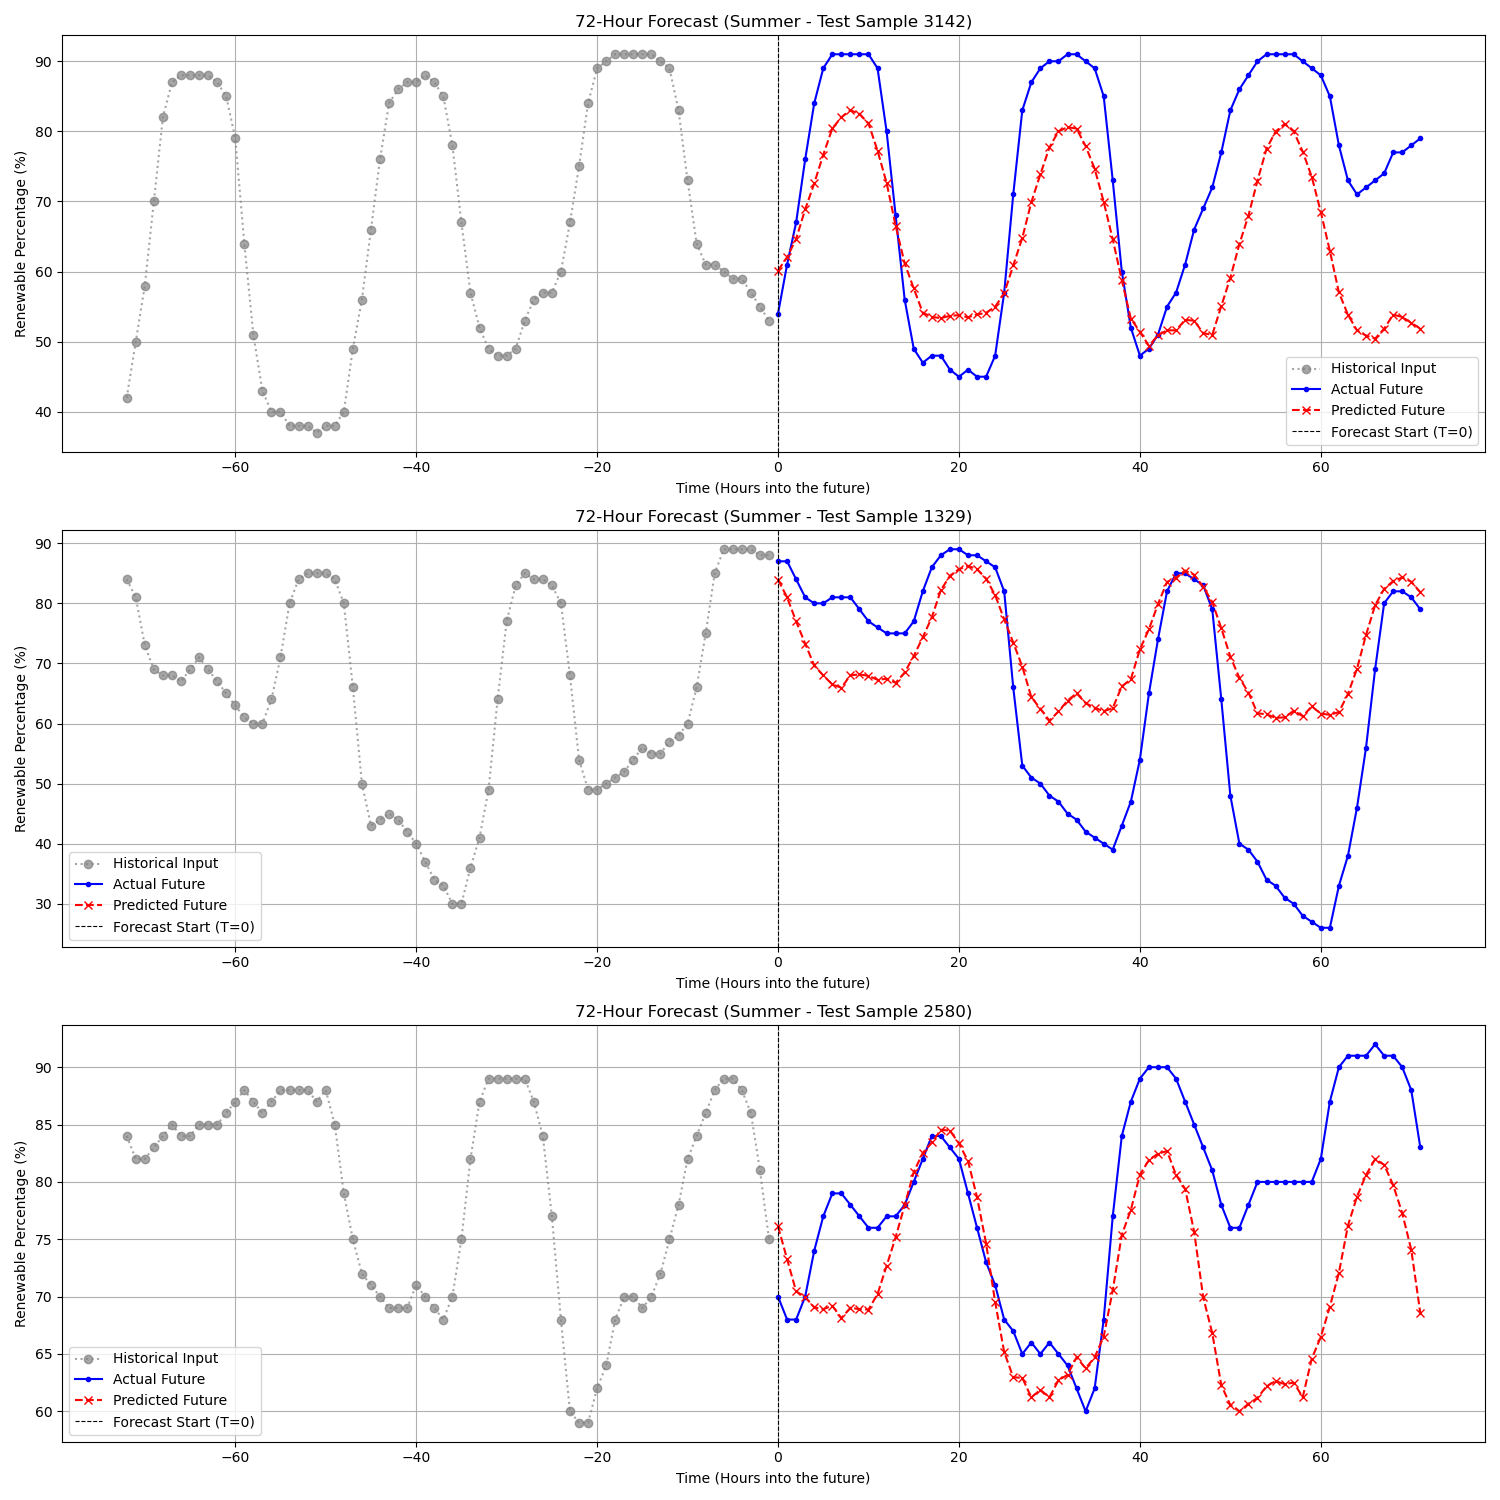 72-Hour Forecast (Summer - Test Sample 3142)
Renewable Percentage (%)
90
80
70
60
50
40
Historical Input
Actual Future
Predicted Future
Forecast Start (T=0)
−60 −40 −20 0 20 40 60
Time (Hours into the future)
72-Hour Forecast (Summer - Test Sample 1329)
Renewable Percentage (%)
90
80
70
60
50
40
30
Historical Input
Actual Future
Predicted Future
Forecast Start (T=0)
−60 −40 −20 0 20 40 60
Time (Hours into the future)
72-Hour Forecast (Summer - Test Sample 2580)
Renewable Percentage (%)
90
85
80
75
70
65
60
Historical Input
Actual Future
Predicted Future
Forecast Start (T=0)
−60 −40 −20 0 20 40 60
Time (Hours into the future)